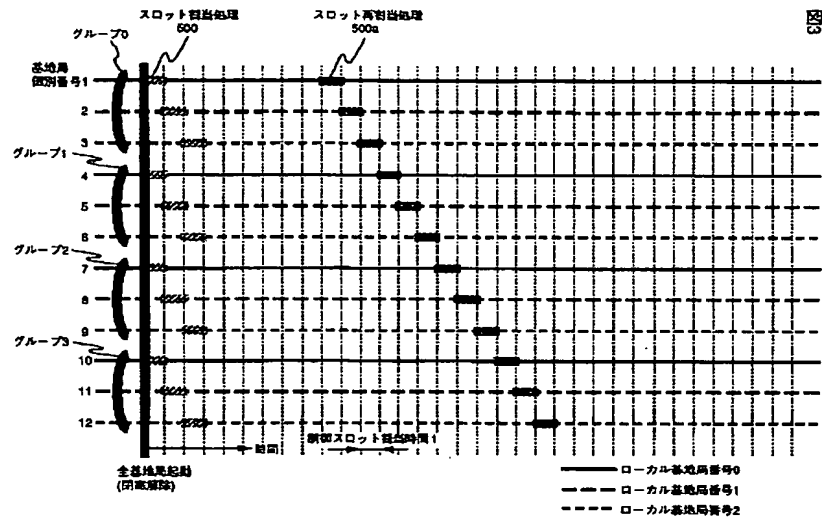 図3
グループ0
スロット割当処理
500
スロット再割当処理
500a
基地局
個別番号1
2
3
グループ1
4
5
6
グループ2
7
8
9
グループ3
10
11
12
時間
制御スロット割当時間1
全基地局起動
(閉塞解除)
ローカル基地局番号0
ローカル基地局番号1
ローカル基地局番号2